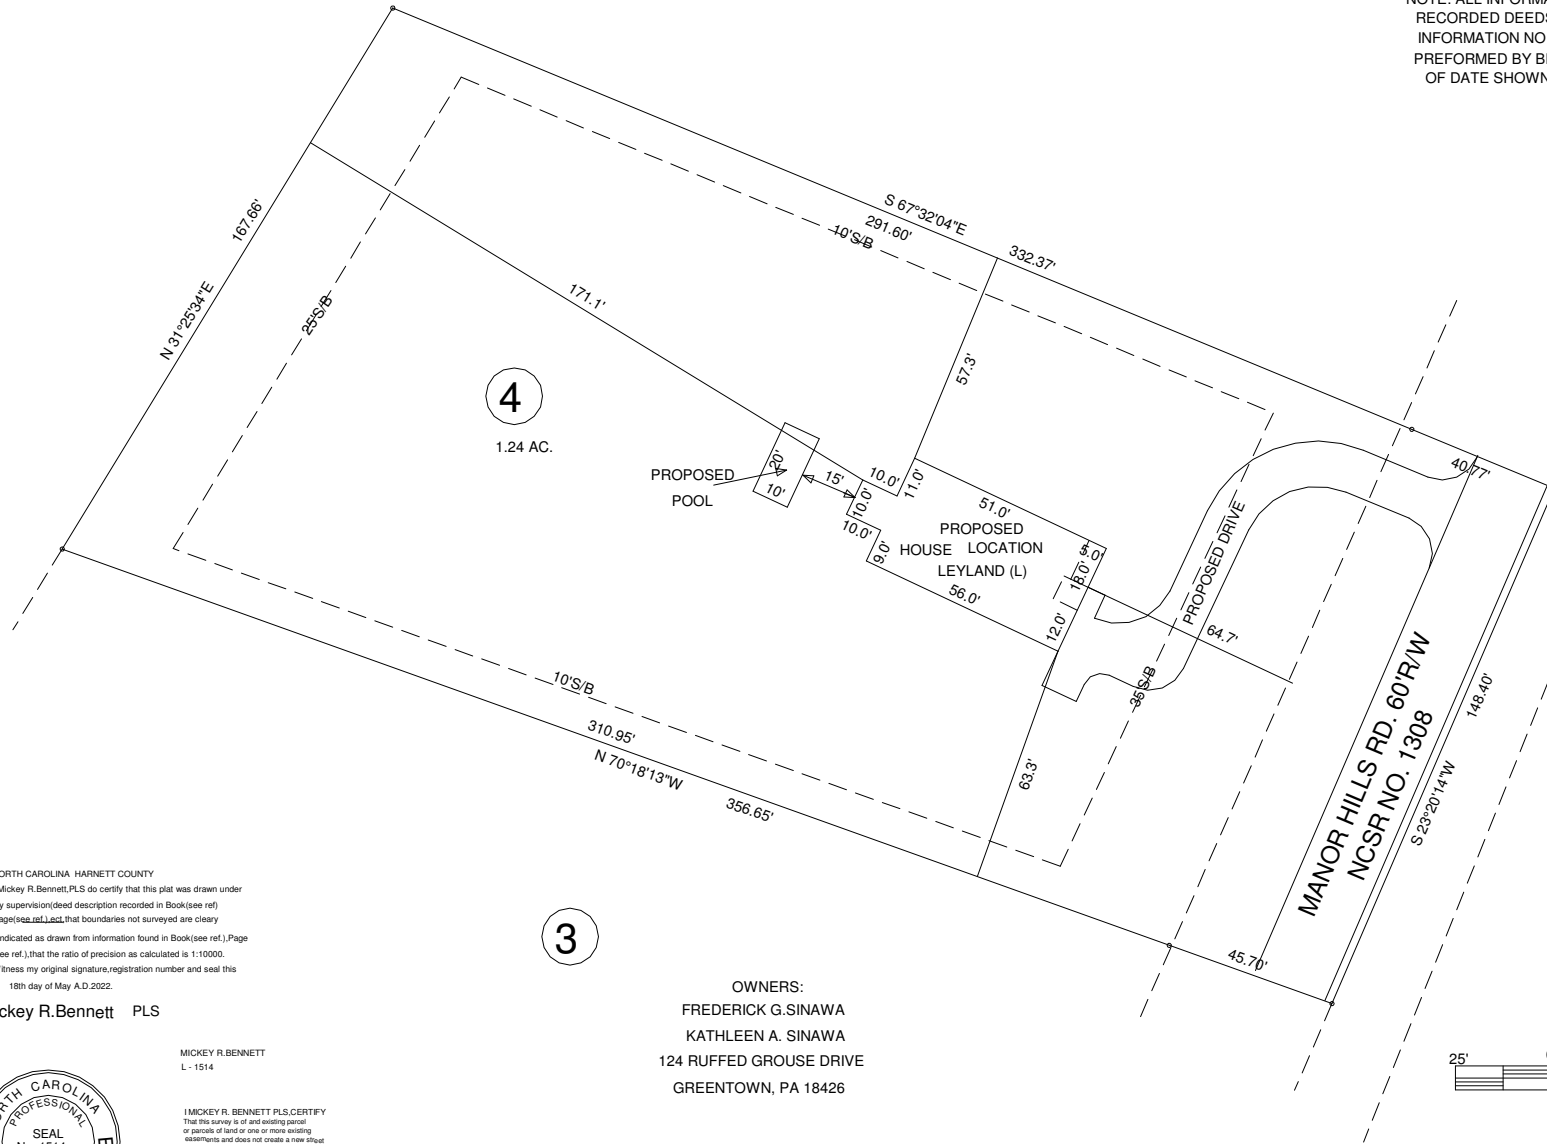 NOTE: ALL INFORMA
RECORDED DEEDS
INFORMATION NO
PREFORMED BY B
OF DATE SHOWN
S 67°32'04"E
291.60'
10'S/B
332.37'
167.66'
N 31°25'34"E
25'S/B
171.1'
57.3'
4
1.24 AC.
PROPOSED
POOL
20'
10'
15'
10.0'
11.0'
10.0'
10.0'
9.0'
51.0'
PROPOSED
HOUSE LOCATION
LEYLAND (L)
5.0'
18.0'
56.0'
12.0'
40.77'
PROPOSED DRIVE
64.7'
35'S/B
63.3'
MANOR HILLS RD. 60'R/W
NCSR NO. 1308
148.40'
S 23°20'14"W
10'S/B
310.95'
N 70°18'13"W
356.65'
45.70'
3
ORTH CAROLINA HARNETT COUNTY
Mickey R.Bennett,PLS do certify that this plat was drawn under
y supervision(deed description recorded in Book(see ref)
age(see ref.),ect,that boundaries not surveyed are cleary
ndicated as drawn from information found in Book(see ref.),Page
ee ref.),that the ratio of precision as calculated is 1:10000.
itness my original signature,registration number and seal this
18th day of May A.D.2022.
ckey R.Bennett PLS
MICKEY R.BENNETT
L - 1514
I MICKEY R. BENNETT PLS,CERTIFY
That this survey is of and existing parcel
or parcels of land or one or more existing
easements and does not create a new street
ORTH CAROLINA
PROFESSIONAL
SEAL
OWNERS:
FREDERICK G.SINAWA
KATHLEEN A. SINAWA
124 RUFFED GROUSE DRIVE
GREENTOWN, PA 18426
25'